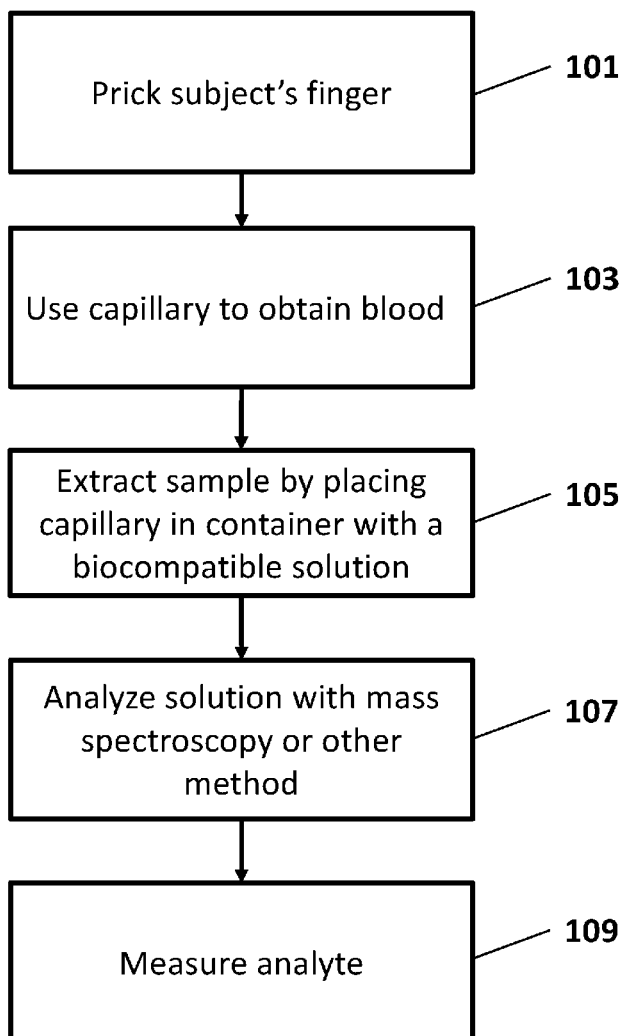 Prick subject’s finger
101
Use capillary to obtain blood
103
Extract sample by placing
capillary in container with a
biocompatible solution
105
Analyze solution with mass
spectroscopy or other
method
107
Measure analyte
109